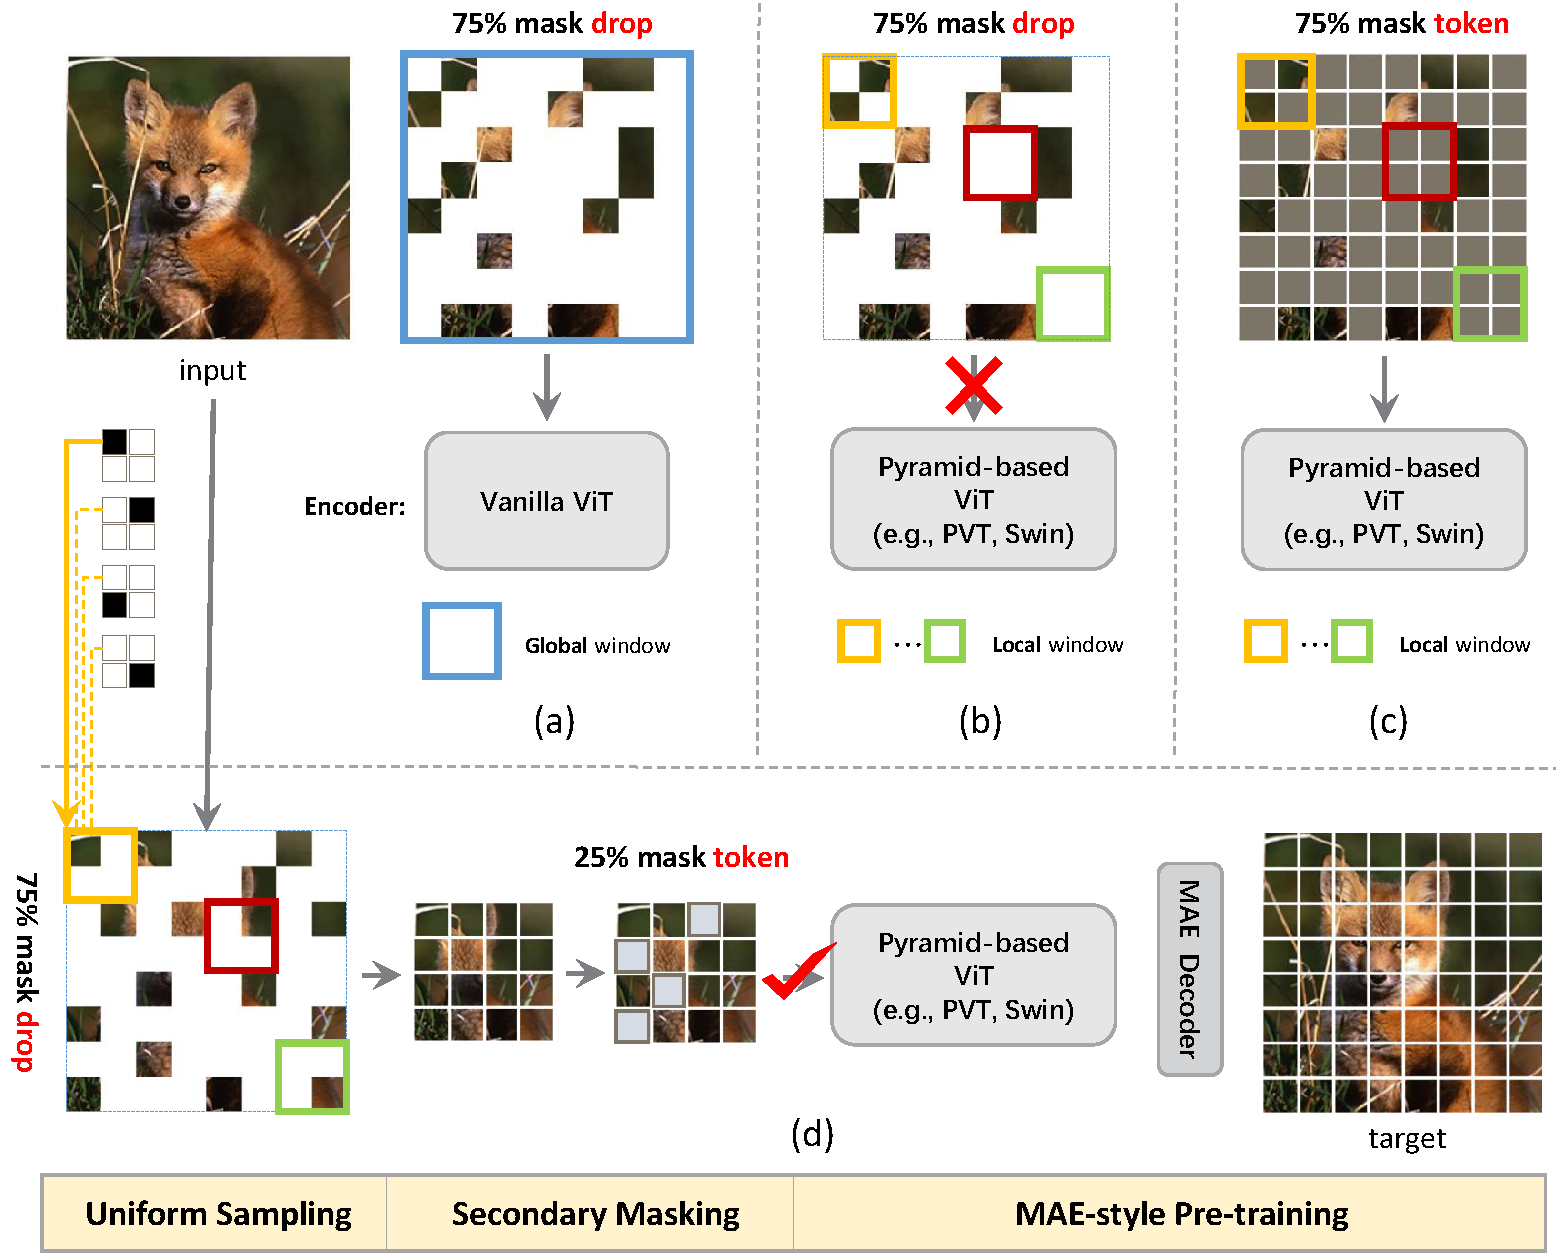 75% mask drop
75% mask drop
75% mask token
input
Encoder:
Vanilla ViT
Pyramid-based
ViT
(e.g., PVT, Swin)
Pyramid-based
ViT
(e.g., PVT, Swin)
Global window
... Local window
... Local window
(a)
(b)
(c)
75% mask drop
25% mask token
Pyramid-based
ViT
(e.g., PVT, Swin)
MAE Decoder
target
(d)
Uniform Sampling
Secondary Masking
MAE-style Pre-training